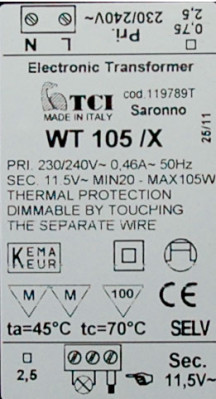 N L Pri. 230/240V~ 0,75 2,5
Electronic Transformer
TCI cod.119789T
MADE IN ITALY Saronno
WT 105 /X
25/11
PRI. 230/240V~ 0,46A~ 50Hz
SEC. 11.5V~ MIN20 - MAX105W
THERMAL PROTECTION
DIMMABLE BY TOUCHING
THE SEPARATE WIRE
KEMA
KEUR
M M 100 CE
ta=45°C tc=70°C SELV
2,5 Sec.
11,5V~